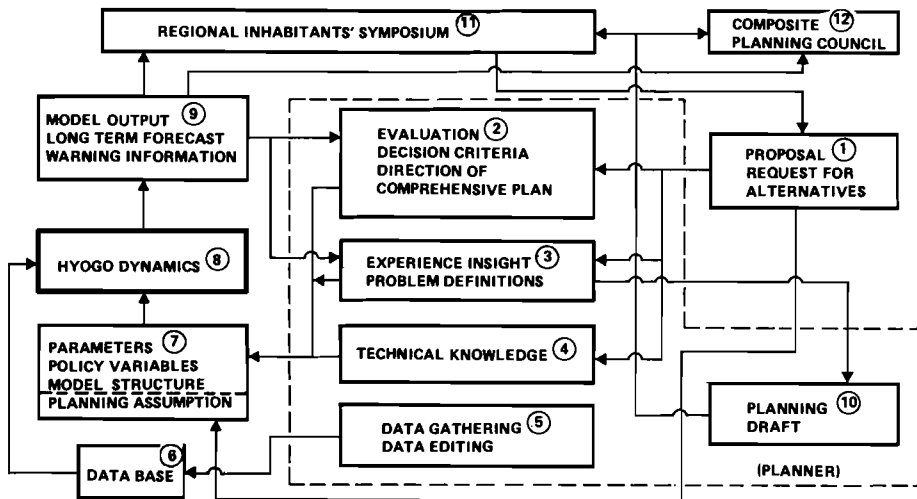 REGIONAL INHABITANTS' SYMPOSIUM 11
COMPOSITE 12
PLANNING COUNCIL
MODEL OUTPUT 9
LONG TERM FORECAST
WARNING INFORMATION
EVALUATION 2
DECISION CRITERIA
DIRECTION OF
COMPREHENSIVE PLAN
PROPOSAL 1
REQUEST FOR
ALTERNATIVES
HYOGO DYNAMICS 8
EXPERIENCE INSIGHT 3
PROBLEM DEFINITIONS
PARAMETERS 7
POLICY VARIABLES
MODEL STRUCTURE
PLANNING ASSUMPTION
TECHNICAL KNOWLEDGE 4
DATA GATHERING 5
DATA EDITING
PLANNING 10
DRAFT
DATA BASE 6
(PLANNER)